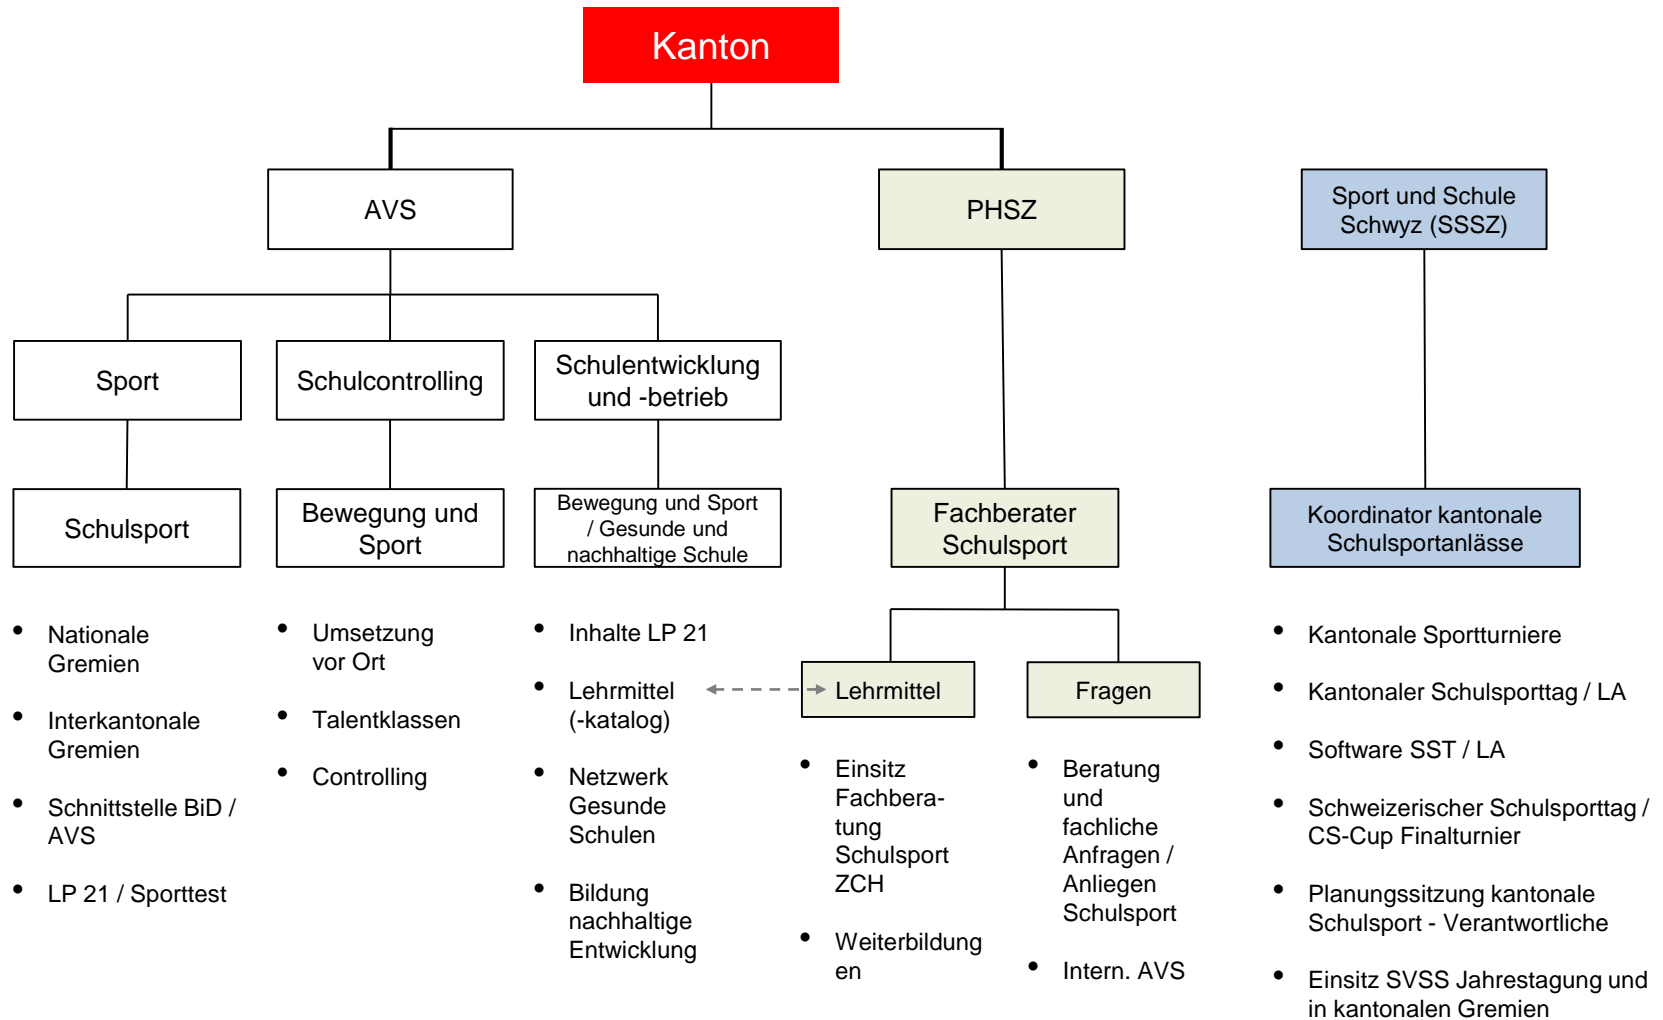 Kanton
AVS
PHSZ
Sport und Schule
Schwyz (SSSZ)
Sport
Schulcontrolling
Schulentwicklung
und -betrieb
Schulsport
Bewegung und
Sport
Bewegung und Sport
/ Gesunde und
nachhaltige Schule
Fachberater
Schulsport
Koordinator kantonale
Schulsportanlässe
• Nationale
Gremien
• Interkantonale
Gremien
• Schnittstelle BiD /
AVS
• LP 21 / Sporttest
• Umsetzung
vor Ort
• Talentklassen
• Controlling
• Inhalte LP 21
• Lehrmittel
(-katalog)
• Netzwerk
Gesunde
Schulen
• Bildung
nachhaltige
Entwicklung
Lehrmittel
• Einsitz
Fachbera-
tung
Schulsport
ZCH
• Weiterbildung
en
Fragen
• Beratung
und
fachliche
Anfragen /
Anliegen
Schulsport
• Intern. AVS
• Kantonale Sportturniere
• Kantonaler Schulsporttag / LA
• Software SST / LA
• Schweizerischer Schulsporttag /
CS-Cup Finalturnier
• Planungssitzung kantonale
Schulsport - Verantwortliche
• Einsitz SVSS Jahrestagung und
in kantonalen Gremien